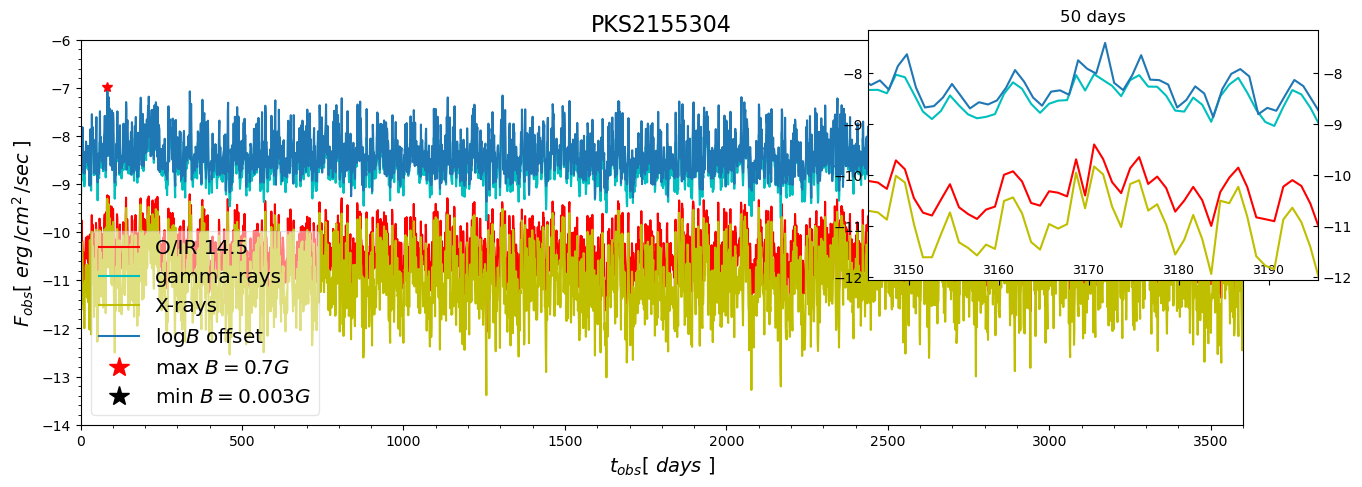 PKS2155304
50 days
F_obs[ erg /cm² /sec ]
−6
−7
−8
−9
−10
−11
−12
−13
−14
O/IR 14.5
gamma-rays
X-rays
logB offset
max B = 0.7G
min B = 0.003G
0 500 1000 1500 2000 2500 3000 3500
t_obs[ days ]
−8 −8
−9 −9
−10 −10
−11 −11
3150 3160 3170 3180 3190
−12 −12